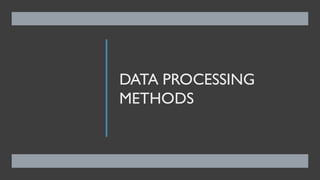 DATA PROCESSING
METHODS